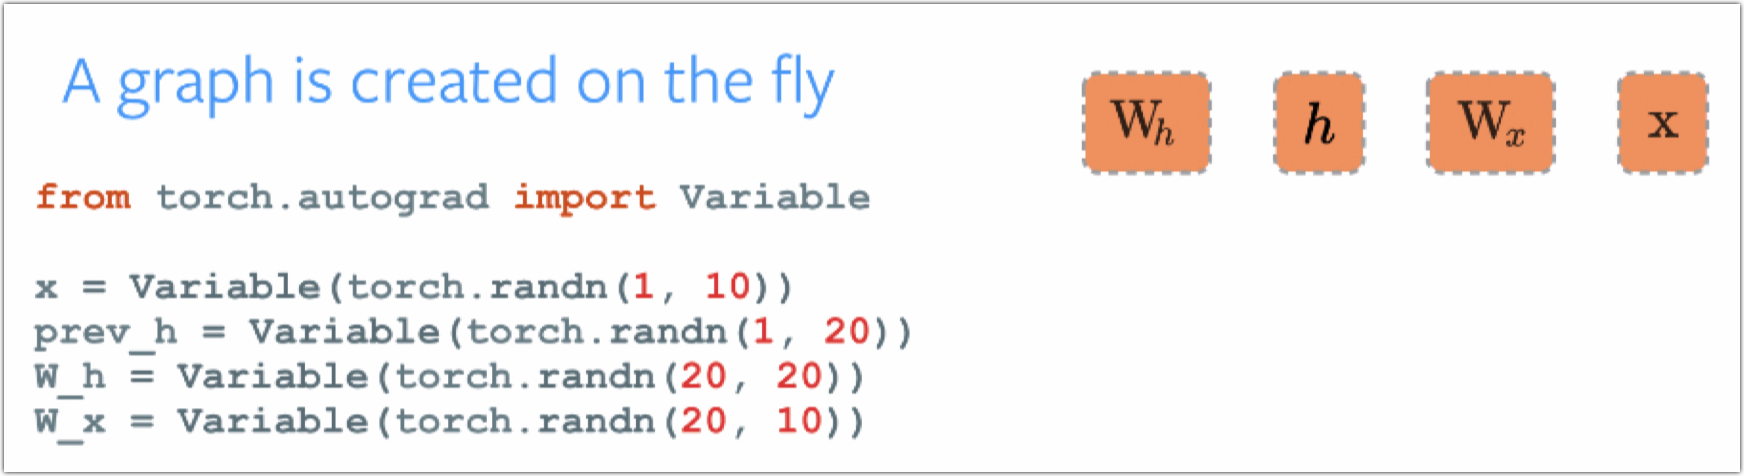 A graph is created on the fly
W_h h W_x x
from torch.autograd import Variable
x = Variable(torch.randn(1, 10))
prev_h = Variable(torch.randn(1, 20))
W_h = Variable(torch.randn(20, 20))
W_x = Variable(torch.randn(20, 10))